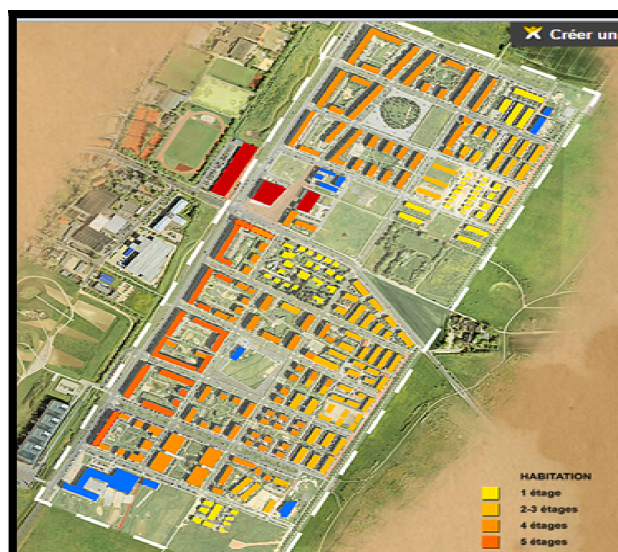 Créer un
HABITATION
1 étage
2-3 étages
4 étages
5 étages